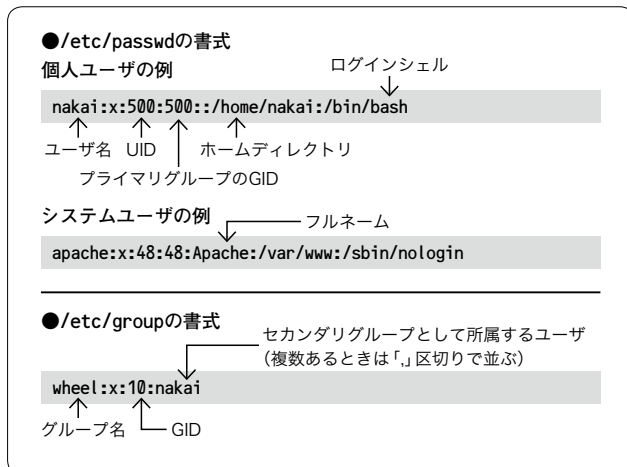 ●/etc/passwdの書式
個人ユーザの例
ログインシェル
nakai:x:500:500::/home/nakai:/bin/bash
ユーザ名 UID ホームディレクトリ
プライマリグループのGID
システムユーザの例
フルネーム
apache:x:48:48:Apache:/var/www:/sbin/nologin
●/etc/groupの書式
セカンダリグループとして所属するユーザ
(複数あるときは「,」区切りで並ぶ)
wheel:x:10:nakai
グループ名 GID